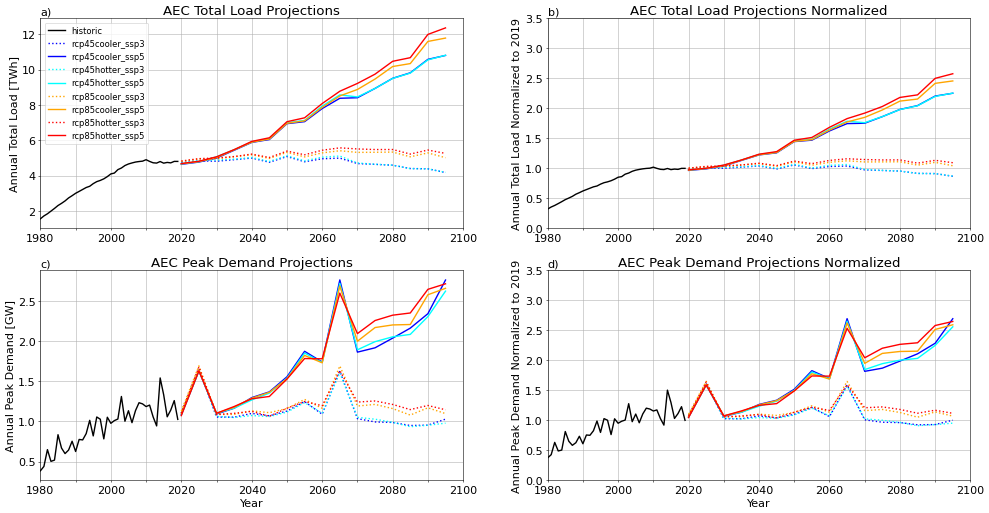 a)
AEC Total Load Projections
Annual Total Load [TWh]
12
10
8
6
4
2
historic
rcp45cooler_ssp3
rcp45cooler_ssp5
rcp45hotter_ssp3
rcp45hotter_ssp5
rcp85cooler_ssp3
rcp85cooler_ssp5
rcp85hotter_ssp3
rcp85hotter_ssp5
1980 2000 2020 2040 2060 2080 2100
b)
AEC Total Load Projections Normalized
Annual Total Load Normalized to 2019
3.5
3.0
2.5
2.0
1.5
1.0
0.5
0.0
1980 2000 2020 2040 2060 2080 2100
c)
AEC Peak Demand Projections
Annual Peak Demand [GW]
2.5
2.0
1.5
1.0
0.5
1980 2000 2020 2040 2060 2080 2100
Year
d)
AEC Peak Demand Projections Normalized
Annual Peak Demand Normalized to 2019
3.5
3.0
2.5
2.0
1.5
1.0
0.5
0.0
1980 2000 2020 2040 2060 2080 2100
Year